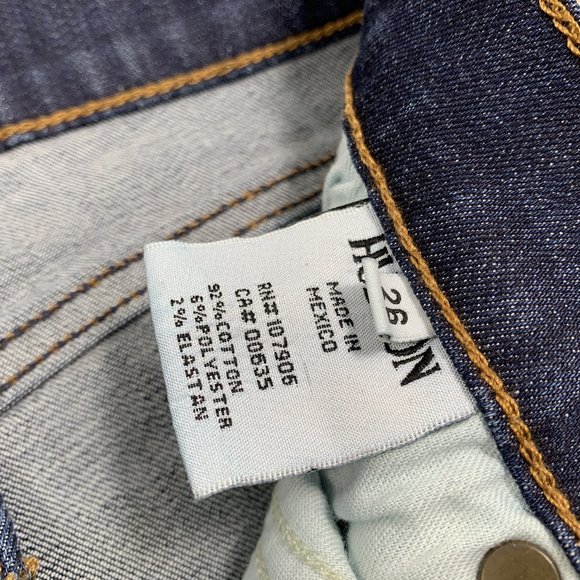 26
MADE IN
MEXICO
RN# 107906
CA# 00635
92% COTTON
6% POLYESTER
2% ELASTAN